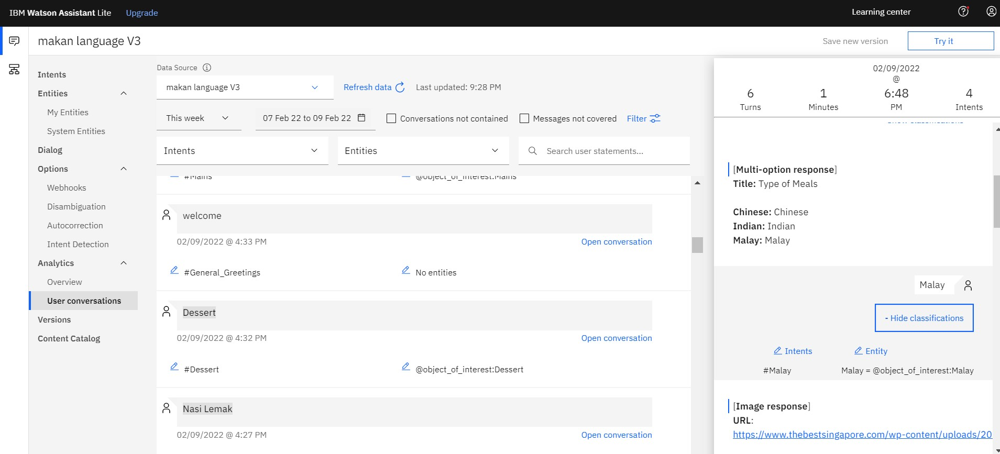 IBM Watson Assistant Lite Upgrade
Learning center
makan language V3
Save new version
Try it
Intents
Entities
My Entities
System Entities
Dialog
Options
Webhooks
Disambiguation
Autocorrection
Intent Detection
Analytics
Overview
User conversations
Versions
Content Catalog
Data Source
makan language V3
Refresh data
Last updated: 9:28 PM
This week
07 Feb 22 to 09 Feb 22
Conversations not contained
Messages not covered
Filter
Intents
Entities
Search user statements...
#Mains
@object_of_interest:Mains
welcome
02/09/2022 @ 4:33 PM
Open conversation
#General_Greetings
No entities
Dessert
02/09/2022 @ 4:32 PM
Open conversation
#Dessert
@object_of_interest:Dessert
Nasi Lemak
02/09/2022 @ 4:27 PM
Open conversation
6
Turns
1
Minutes
02/09/2022
@
6:48
PM
4
Intents
[Multi-option response]
Title: Type of Meals
Chinese: Chinese
Indian: Indian
Malay: Malay
Malay
- Hide classifications
Intents
Entity
#Malay
Malay = @object_of_interest:Malay
[Image response]
URL:
https://www.thebestsingapore.com/wp-content/uploads/20